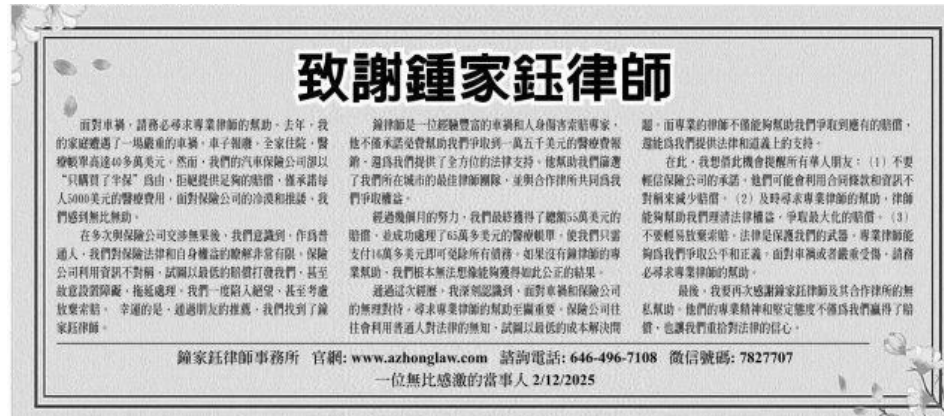 致謝鍾家鈺律師
面對車禍，請務必尋求專業律師的幫助。去年，我
的家庭遭遇了一場嚴重的車禍，車子報廢，全家住院，醫
療帳單高達40多萬美元。然而，我們的汽車保險公司卻以
“只購買了半保”為由，拒絕提供足夠的賠償，僅承諾每
人5000美元的醫療費用，面對保險公司的冷漠和推諉，我
們感到無比無助。
在多次與保險公司交涉無果後，我們意識到，作爲普
通人，我們對保險法律和自身權益的瞭解非常有限。保險
公司利用資訊不對稱，試圖以最低的賠償打發我們，甚至
故意設置障礙，拖延處理。我們一度陷入絕望，甚至考慮
放棄索賠。 幸運的是，通過朋友的推薦，我們找到了鐘
家鈺律師。
鐘律師是一位經驗豐富的車禍和人身傷害索賠專家，
他不僅承諾免費幫助我們爭取到一萬五千美元的醫療費報
銷，還爲我們提供了全方位的法律支持。他幫助我們篩選
了我們所在城市的最佳律師團隊，並與合作律所共同爲我
們爭取權益。
經過幾個月的努力，我們最終獲得了總額55萬美元的
賠償，並成功處理了65萬多美元的醫療帳單，使我們只需
支付16萬多美元即可免除所有債務。如果沒有鐘律師的專
業幫助，我們根本無法想像能夠獲得如此公正的結果。
通過這次經歷，我深刻認識到，面對車禍和保險公司
的無理對待，尋求專業律師的幫助至關重要。保險公司往
往會利用普通人對法律的無知，試圖以最低的成本解決問
題，而專業的律師不僅能夠幫助我們爭取到應有的賠償，
還能爲我們提供法律和道義上的支持。
在此，我想借此機會提醒所有華人朋友：（1）不要
輕信保險公司的承諾。他們可能會利用合同條款和資訊不
對稱來減少賠償。（2）及時尋求專業律師的幫助，律師
能夠幫助我們理清法律權益，爭取最大化的賠償。（3）
不要輕易放棄索賠。法律是保護我們的武器，專業律師能
夠爲我們爭取公平和正義。面對車禍或者嚴重受傷，請務
必尋求專業律師的幫助。
最後，我要再次感謝鍾家鈺律師及其合作律所的無
私幫助。他們的專業精神和堅定態度不僅爲我們贏得了賠
償，也讓我們重拾對法律的信心。
鐘家鈺律師事務所 官網: www.azhonglaw.com 諮詢電話: 646-496-7108 微信號碼: 7827707
一位無比感激的當事人 2/12/2025